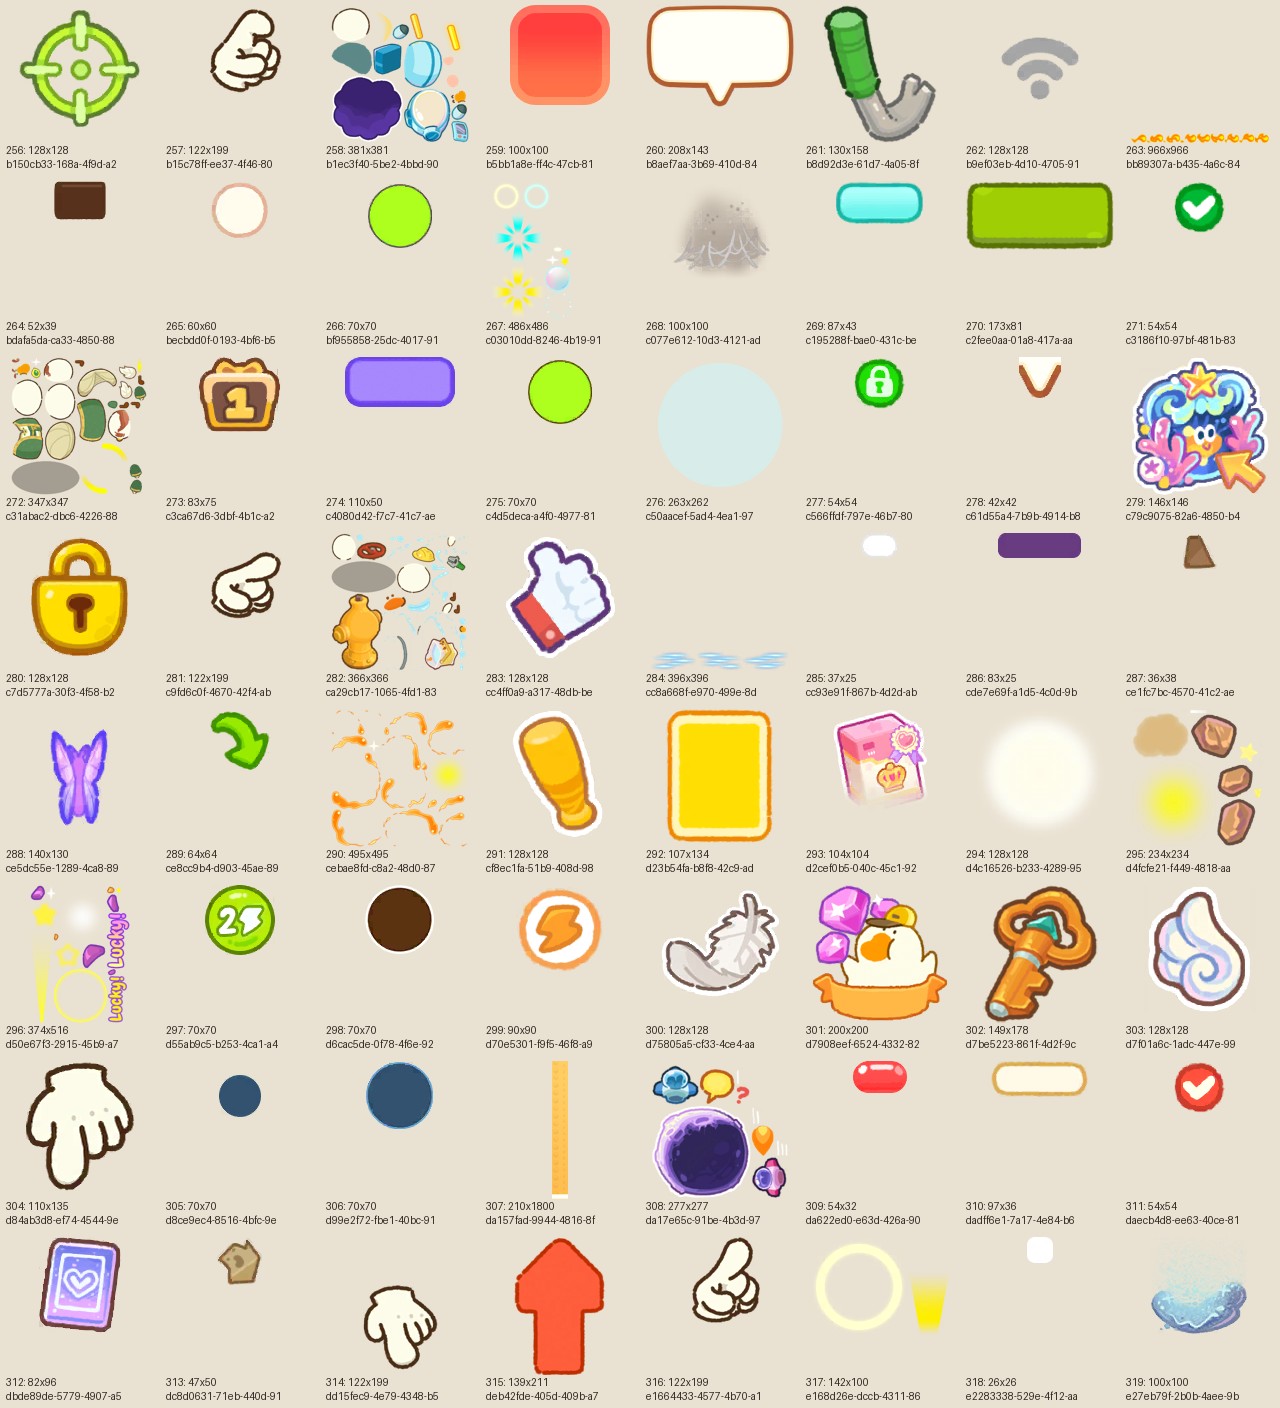 256: 128x128
b150cb33-168a-4f9d-a2
257: 122x199
b15c78ff-ee37-4f46-80
258: 381x381
b1ec3f40-5be2-4bbd-90
259: 100x100
b5bb1a8e-ff4c-47cb-81
260: 208x143
b8aef7aa-3b69-410d-84
261: 130x158
b8d92d3e-61d7-4a05-8f
262: 128x128
b9ef03eb-4d10-4705-91
263: 966x966
bb89307a-b435-4a6c-84
264: 52x39
bdafa5da-ca33-4850-88
265: 60x60
becbdd0f-0193-4bf6-b5
266: 70x70
bf955858-25dc-4017-91
267: 486x486
c03010dd-8246-4b19-91
268: 100x100
c077e612-10d3-4121-ad
269: 87x43
c195288f-bae0-431c-be
270: 173x81
c2fee0aa-01a8-417a-aa
271: 54x54
c3186f10-97bf-481b-83
1
272: 347x347
c31abac2-dbc6-4226-88
273: 83x75
c3ca67d6-3dbf-4b1c-a2
274: 110x50
c4080d42-f7c7-41c7-ae
275: 70x70
c4d5deca-a4f0-4977-81
276: 263x262
c50aacef-5ad4-4ea1-97
277: 54x54
c566ffdf-797e-46b7-80
278: 42x42
c61d55a4-7b9b-4914-b8
279: 146x146
c79c9075-82a6-4850-b4
280: 128x128
c7d5777a-30f3-4f58-b2
281: 122x199
c9fd6c0f-4670-42f4-ab
282: 366x366
ca29cb17-1065-4fd1-83
283: 128x128
cc4ff0a9-a317-48db-be
284: 396x396
cc8a668f-e970-499e-8d
285: 37x25
cc93e91f-867b-4d2d-ab
286: 83x25
cde7e69f-a1d5-4c0d-9b
287: 36x38
ce1fc7bc-4570-41c2-ae
288: 140x130
ce5dc55e-1289-4ca8-89
289: 64x64
ce8cc9b4-d903-45ae-89
290: 495x495
cebae8fd-c8a2-48d0-87
291: 128x128
cf8ec1fa-51b9-408d-98
292: 107x134
d23b54fa-b8f8-42c9-ad
293: 104x104
d2cef0b5-040c-45c1-92
294: 128x128
d4c16526-b233-4289-95
295: 234x234
d4fcfe21-f449-4818-aa
Lucky! Lucky!
2
296: 374x516
d50e67f3-2915-45b9-a7
297: 70x70
d55ab9c5-b253-4ca1-a4
298: 70x70
d6cac5de-0f78-4f6e-92
299: 90x90
d70e5301-f9f5-46f8-a9
300: 128x128
d75805a5-cf33-4ce4-aa
301: 200x200
d7908eef-6524-4332-82
302: 149x178
d7be5223-861f-4d2f-9c
303: 128x128
d7f01a6c-1adc-447e-99
?
304: 110x135
d84ab3d8-ef74-4544-9e
305: 70x70
d8ce9ec4-8516-4bfc-9e
306: 70x70
d99e2f72-fbe1-40bc-91
307: 210x1800
da157fad-9944-4816-8f
308: 277x277
da17e65c-91be-4b3d-97
309: 54x32
da622ed0-e63d-426a-90
310: 97x36
dadff6e1-7a17-4e84-b6
311: 54x54
daecb4d8-ee63-40ce-81
312: 82x96
dbde89de-5779-4907-a5
313: 47x50
dc8d0631-71eb-440d-91
314: 122x199
dd15fec9-4e79-4348-b5
315: 139x211
deb42fde-405d-409b-a7
316: 122x199
e1664433-4577-4b70-a1
317: 142x100
e168d26e-dccb-4311-86
318: 26x26
e2283338-529e-4f12-aa
319: 100x100
e27eb79f-2b0b-4aee-9b